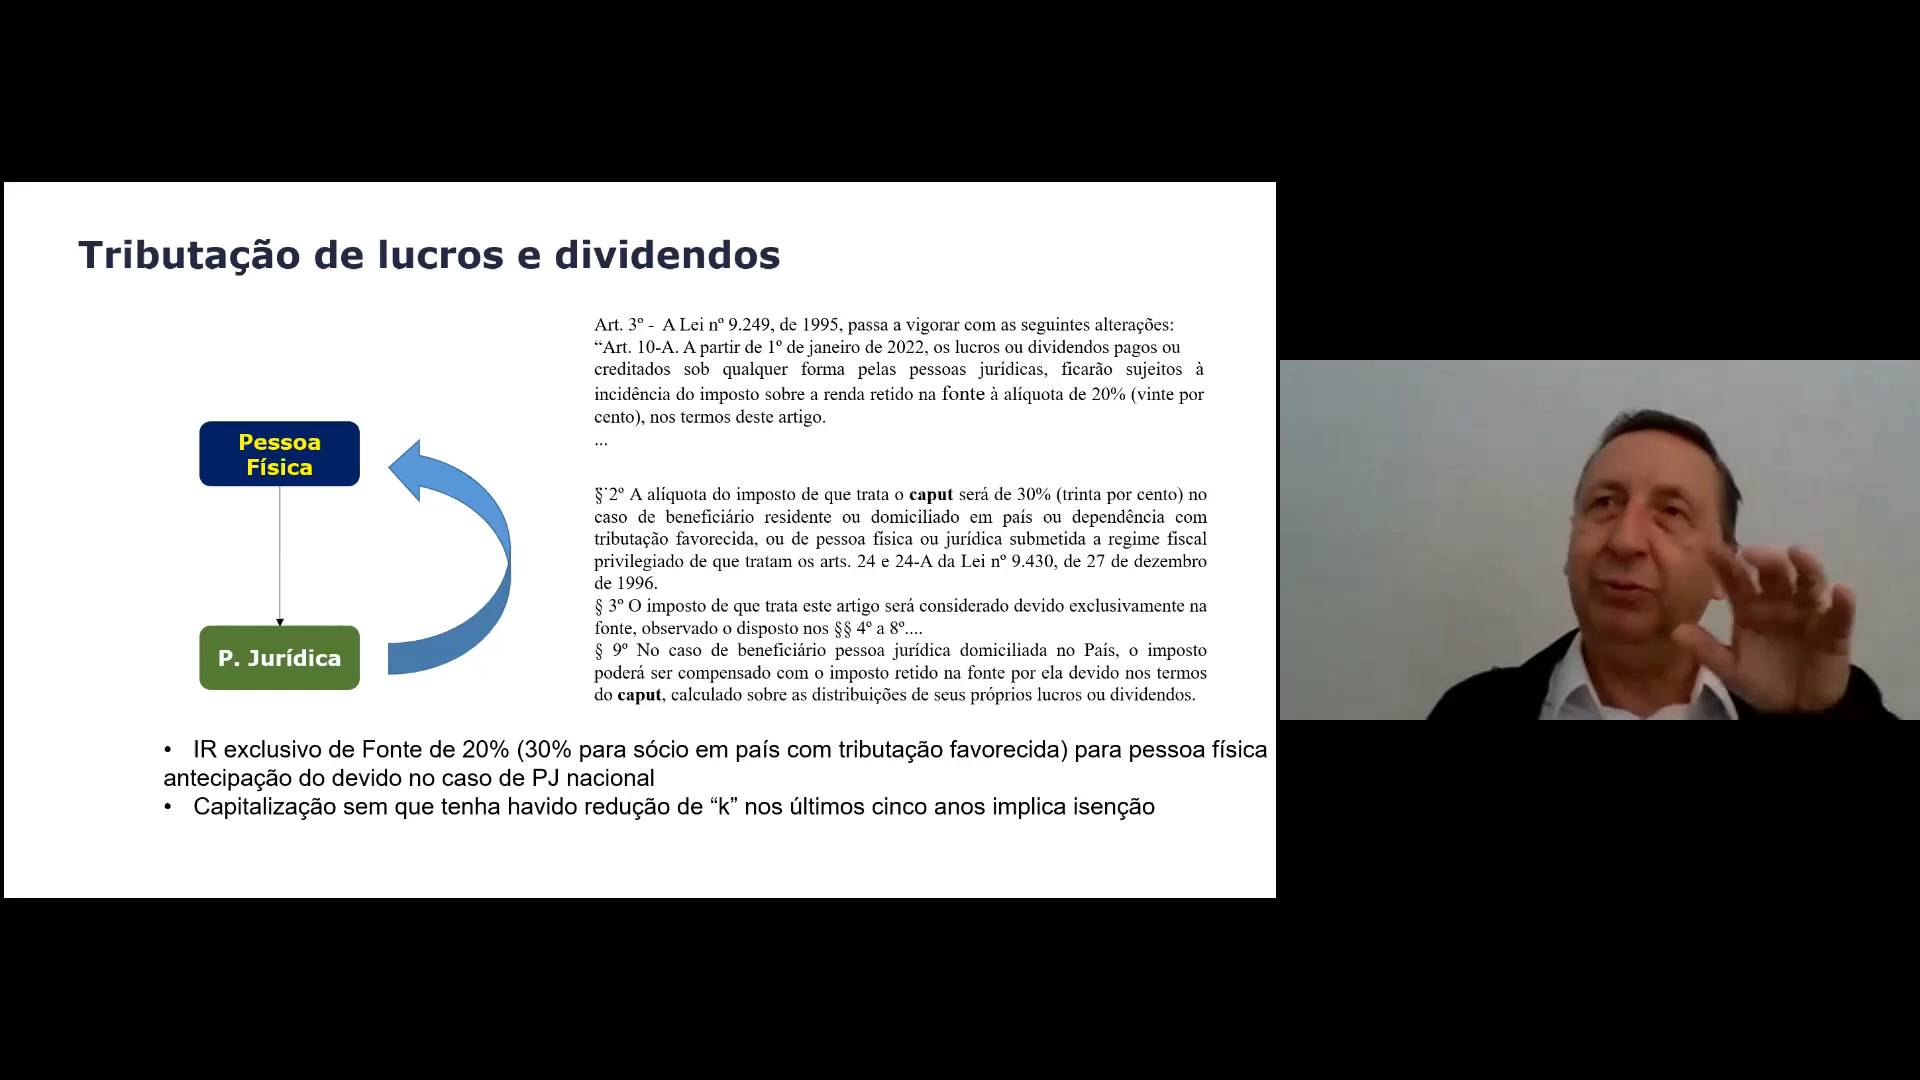 Tributação de lucros e dividendos
Art. 3º - A Lei nº 9.249, de 1995, passa a vigorar com as seguintes alterações:
“Art. 10-A. A partir de 1º de janeiro de 2022, os lucros ou dividendos pagos ou
creditados sob qualquer forma pelas pessoas jurídicas, ficarão sujeitos à
incidência do imposto sobre a renda retido na fonte à alíquota de 20% (vinte por
cento), nos termos deste artigo.
...
Pessoa
Física
§ 2º A alíquota do imposto de que trata o caput será de 30% (trinta por cento) no
caso de beneficiário residente ou domiciliado em país ou dependência com
tributação favorecida, ou de pessoa física ou jurídica submetida a regime fiscal
privilegiado de que tratam os arts. 24 e 24-A da Lei nº 9.430, de 27 de dezembro
de 1996.
§ 3º O imposto de que trata este artigo será considerado devido exclusivamente na
fonte, observado o disposto nos §§ 4º a 8º....
§ 9º No caso de beneficiário pessoa jurídica domiciliada no País, o imposto
poderá ser compensado com o imposto retido na fonte por ela devido nos termos
do caput, calculado sobre as distribuições de seus próprios lucros ou dividendos.
P. Jurídica
• IR exclusivo de Fonte de 20% (30% para sócio em país com tributação favorecida) para pessoa física
antecipação do devido no caso de PJ nacional
• Capitalização sem que tenha havido redução de “k” nos últimos cinco anos implica isenção